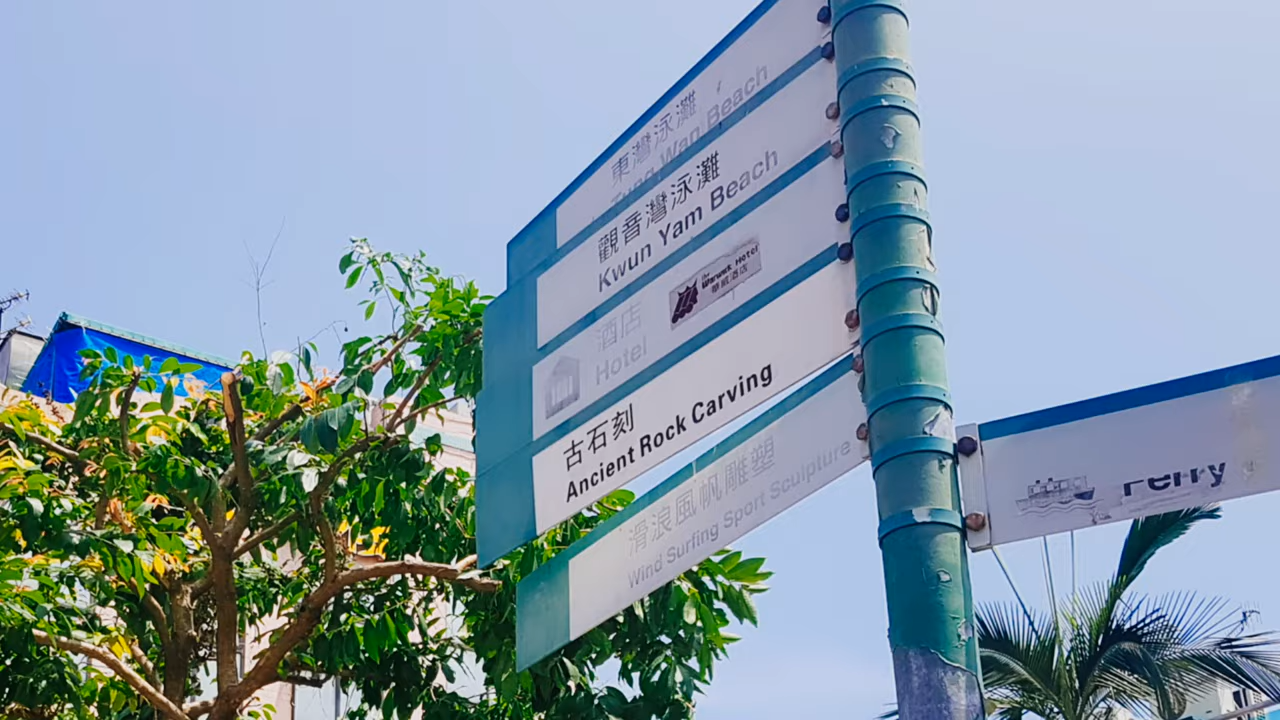 東灣泳灘
Tung Wan Beach
觀音灣泳灘
Kwun Yam Beach
酒店
Hotel
the
Warwick Hotel
華威酒店
古石刻
Ancient Rock Carving
滑浪風帆雕塑
Wind Surfing Sport Sculpture
Ferry